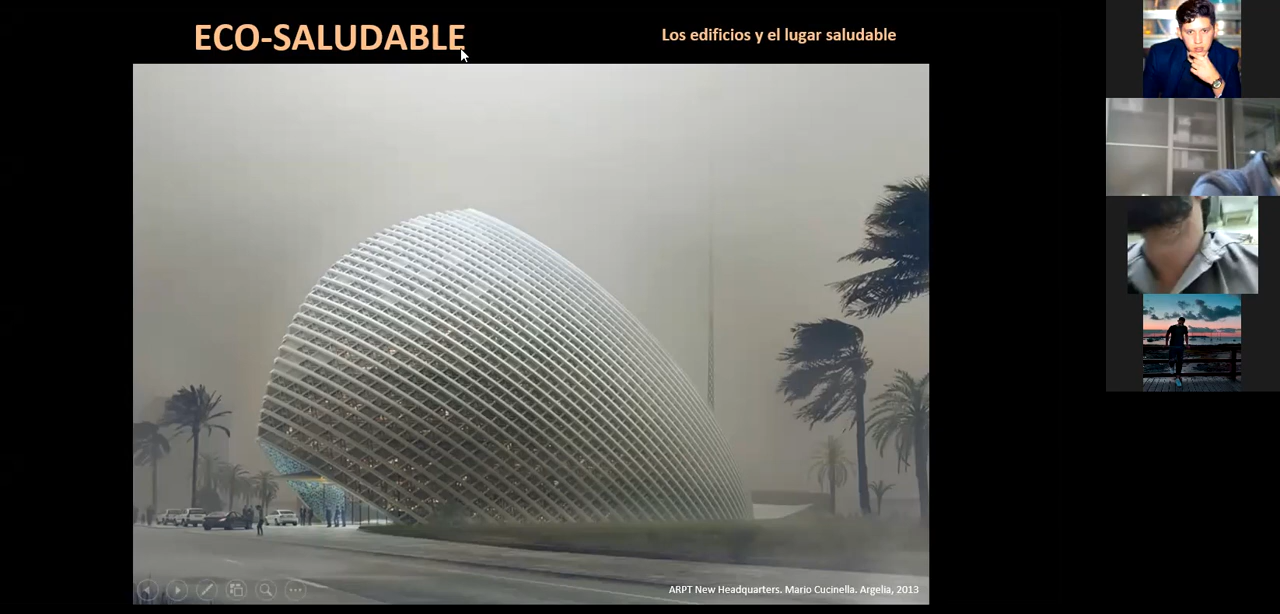 ECO-SALUDABLE
Los edificios y el lugar saludable
ARPT New Headquarters. Mario Cucinella. Argelia, 2013